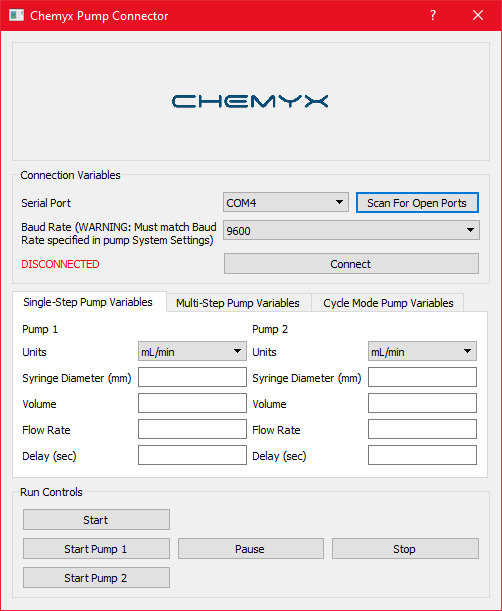 Chemyx Pump Connector
?
CHEMYX
Connection Variables
Serial Port COM4 Scan For Open Ports
Baud Rate (WARNING: Must match Baud
Rate specified in pump System Settings) 9600
DISCONNECTED Connect
Single-Step Pump Variables Multi-Step Pump Variables Cycle Mode Pump Variables
Pump 1 Pump 2
Units mL/min Units mL/min
Syringe Diameter (mm) Syringe Diameter (mm)
Volume Volume
Flow Rate Flow Rate
Delay (sec) Delay (sec)
Run Controls
Start
Start Pump 1 Pause Stop
Start Pump 2